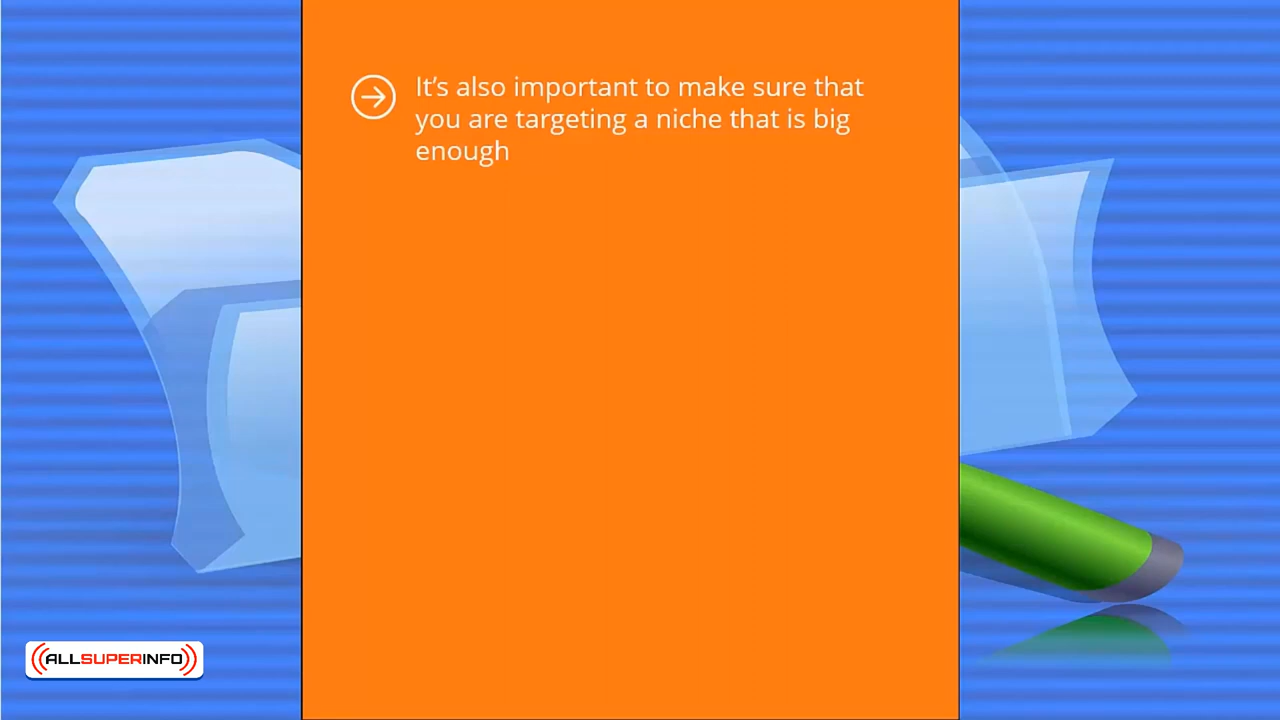 It’s also important to make sure that
you are targeting a niche that is big
enough
ALLSUPERINFO